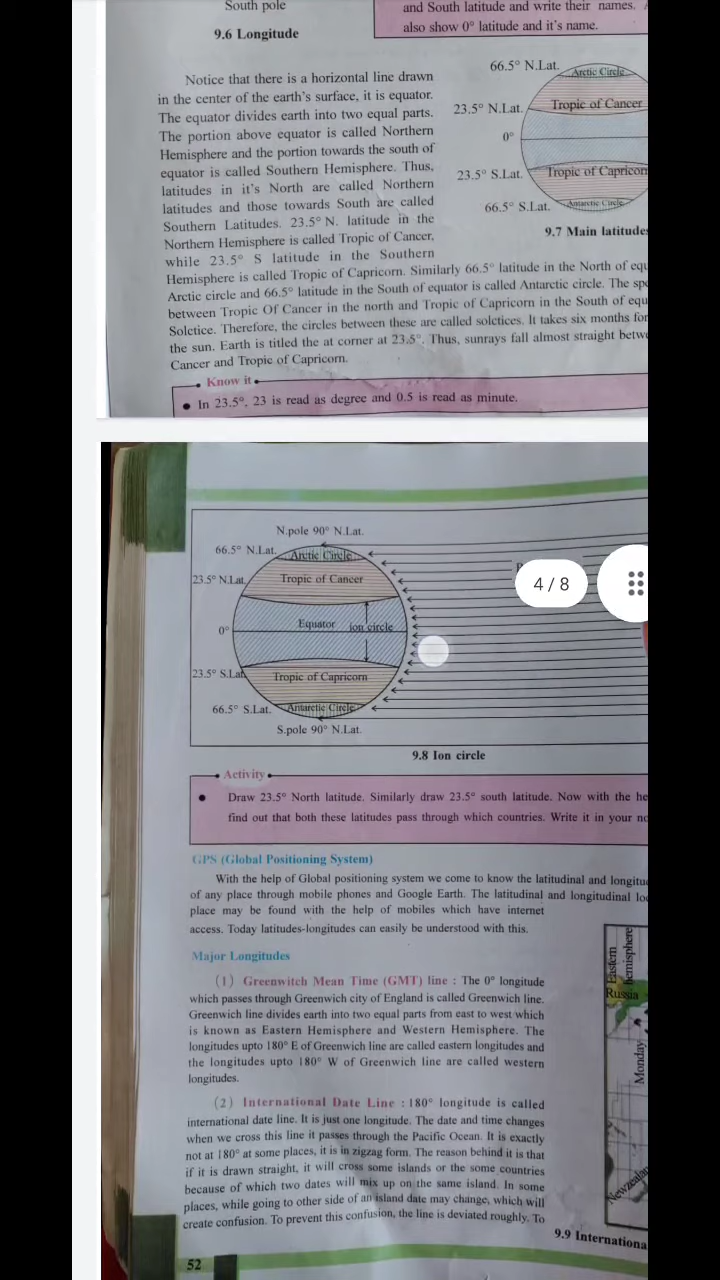 South pole
9.6 Longitude
and South latitude and write their names.
also show 0° latitude and it's name.
Notice that there is a horizontal line drawn
in the center of the earth's surface, it is equator.
The equator divides earth into two equal parts.
The portion above equator is called Northern
Hemisphere and the portion towards the south of
equator is called Southern Hemisphere. Thus,
latitudes in it's North are called Northern
latitudes and those towards South are called
Southern Latitudes. 23.5° N. latitude in the
Northern Hemisphere is called Tropic of Cancer,
while 23.5° S latitude in the Southern
66.5° N.Lat.
Arctic Circle
23.5° N.Lat.
Tropic of Cancer
0°
23.5° S.Lat.
Tropic of Capricorn
66.5° S.Lat.
Antarctic Circle
9.7 Main latitudes
Hemisphere is called Tropic of Capricorn. Similarly 66.5° latitude in the North of equ
Arctic circle and 66.5° latitude in the South of equator is called Antarctic circle. The spa
between Tropic Of Cancer in the north and Tropic of Capricorn in the South of equ
Solctice. Therefore, the circles between these are called solctices. It takes six months for
the sun. Earth is titled the at corner at 23.5°. Thus, sunrays fall almost straight betwe
Cancer and Tropic of Capricorn.
Know it
• In 23.5°, 23 is read as degree and 0.5 is read as minute.
N.pole 90° N.Lat.
66.5° N.Lat.
Arctic Circle
23.5° N.Lat.
Tropic of Cancer
0°
Equator
ion circle
23.5° S.Lat.
Tropic of Capricorn
66.5° S.Lat.
Antarctic Circle
S.pole 90° N.Lat.
4 / 8
9.8 Ion circle
Activity
• Draw 23.5° North latitude. Similarly draw 23.5° south latitude. Now with the he
find out that both these latitudes pass through which countries. Write it in your no
GPS (Global Positioning System)
With the help of Global positioning system we come to know the latitudinal and longitu
of any place through mobile phones and Google Earth. The latitudinal and longitudinal lo
place may be found with the help of mobiles which have internet
access. Today latitudes-longitudes can easily be understood with this.
Major Longitudes
(1) Greenwitch Mean Time (GMT) line : The 0° longitude
which passes through Greenwich city of England is called Greenwich line.
Greenwich line divides earth into two equal parts from east to west which
is known as Eastern Hemisphere and Western Hemisphere. The
longitudes upto 180° E of Greenwich line are called eastern longitudes and
the longitudes upto 180° W of Greenwich line are called western
longitudes.
(2) International Date Line : 180° longitude is called
international date line. It is just one longitude. The date and time changes
when we cross this line it passes through the Pacific Ocean. It is exactly
not at 180° at some places, it is in zigzag form. The reason behind it is that
if it is drawn straight, it will cross some islands or the some countries
because of which two dates will mix up on the same island. In some
places, while going to other side of an island date may change, which will
create confusion. To prevent this confusion, the line is deviated roughly. To
Eastern
hemisphere
Russia
Monday
Newzealan
9.9 Internationa
52